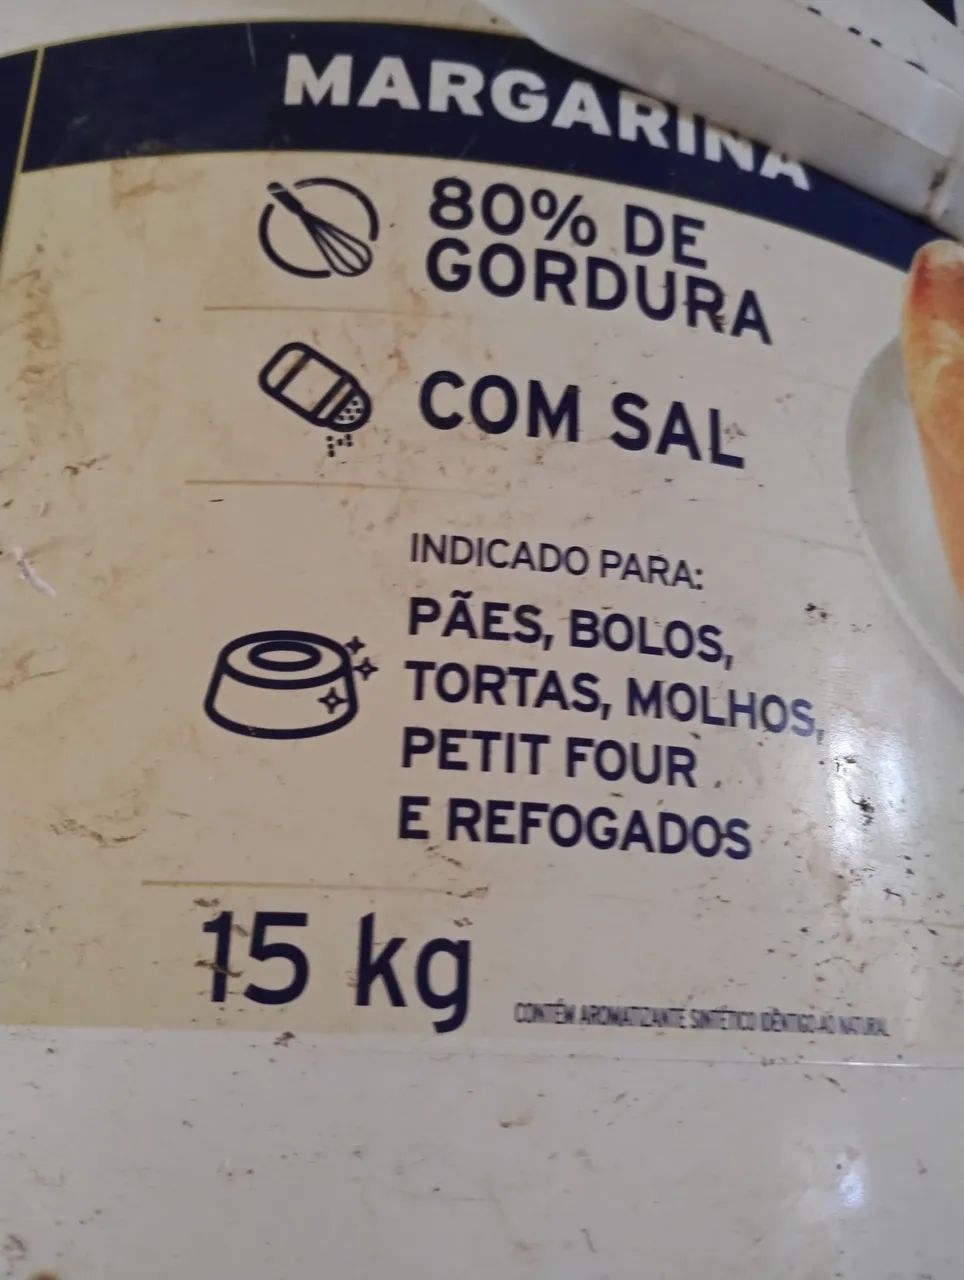 MARGARINA
80% DE
GORDURA
COM SAL
INDICADO PARA:
PÃES, BOLOS,
TORTAS, MOLHOS,
PETIT FOUR
E REFOGADOS
15 kg
CONTÉM AROMATIZANTE SINTÉTICO IDÊNTICO AO NATURAL